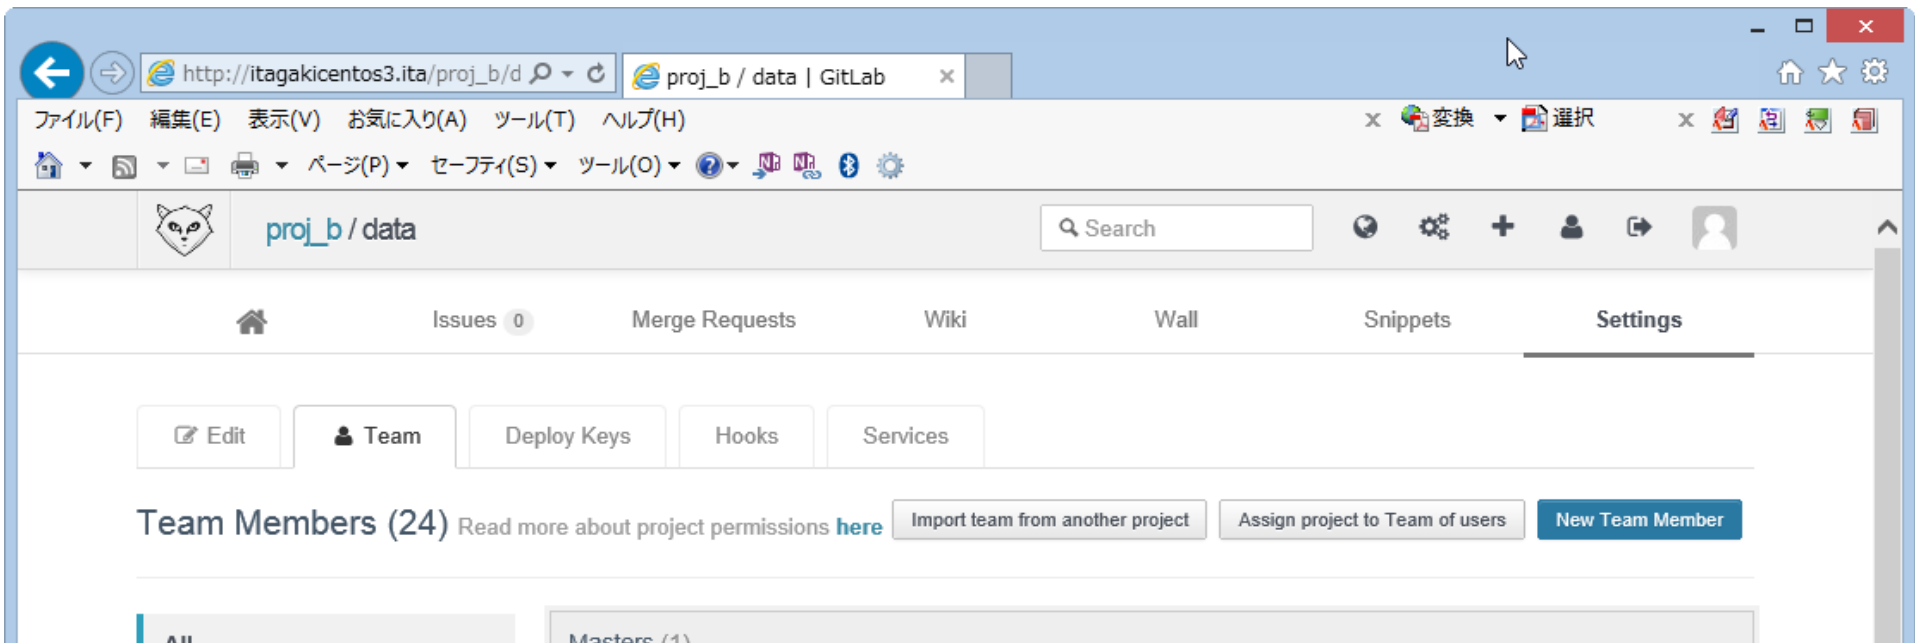 http://itagakicentos3.ita/proj_b/d
proj_b / data | GitLab
ファイル(F) 編集(E) 表示(V) お気に入り(A) ツール(T) ヘルプ(H)
x 変換 選択 x
ページ(P) セーフティ(S) ツール(O)
proj_b / data
Search
Issues 0 Merge Requests Wiki Wall Snippets Settings
Edit Team Deploy Keys Hooks Services
Team Members (24) Read more about project permissions here Import team from another project Assign project to Team of users New Team Member
All
Masters (1)